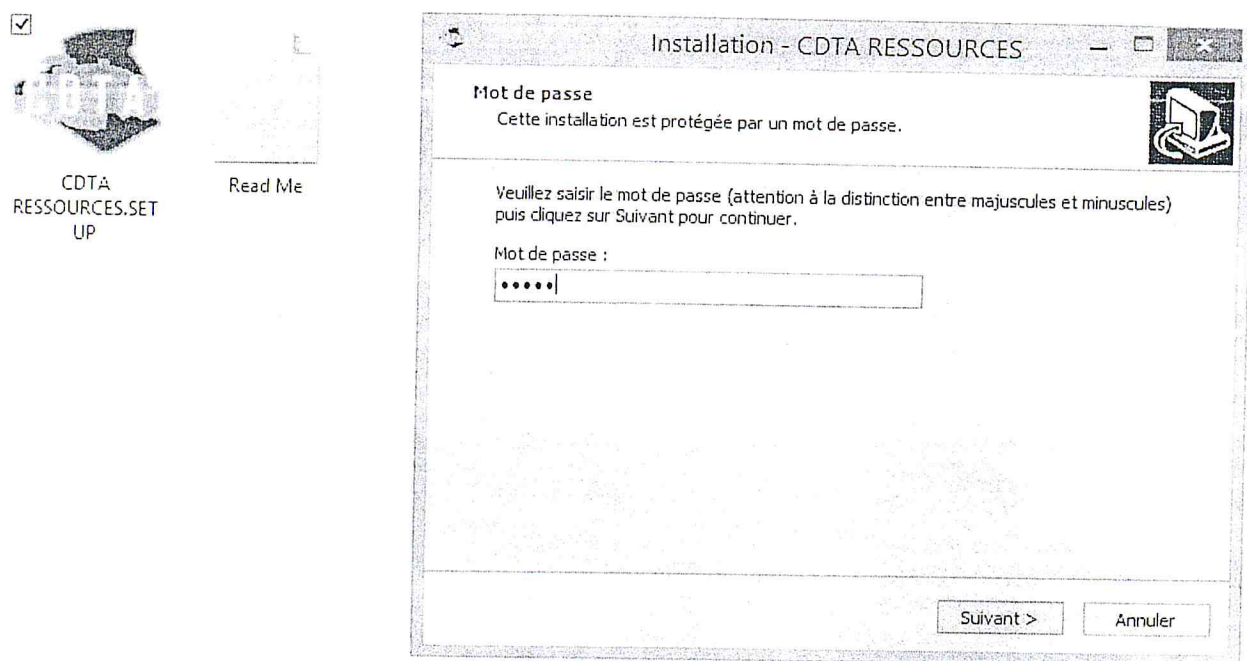 CDTA
CDTA
RESSOURCES.SET
UP
Read Me
Installation - CDTA RESSOURCES
Mot de passe
Cette installation est protégée par un mot de passe.
Veuillez saisir le mot de passe (attention à la distinction entre majuscules et minuscules)
puis cliquez sur Suivant pour continuer.
Mot de passe :
•••••
Suivant >
Annuler